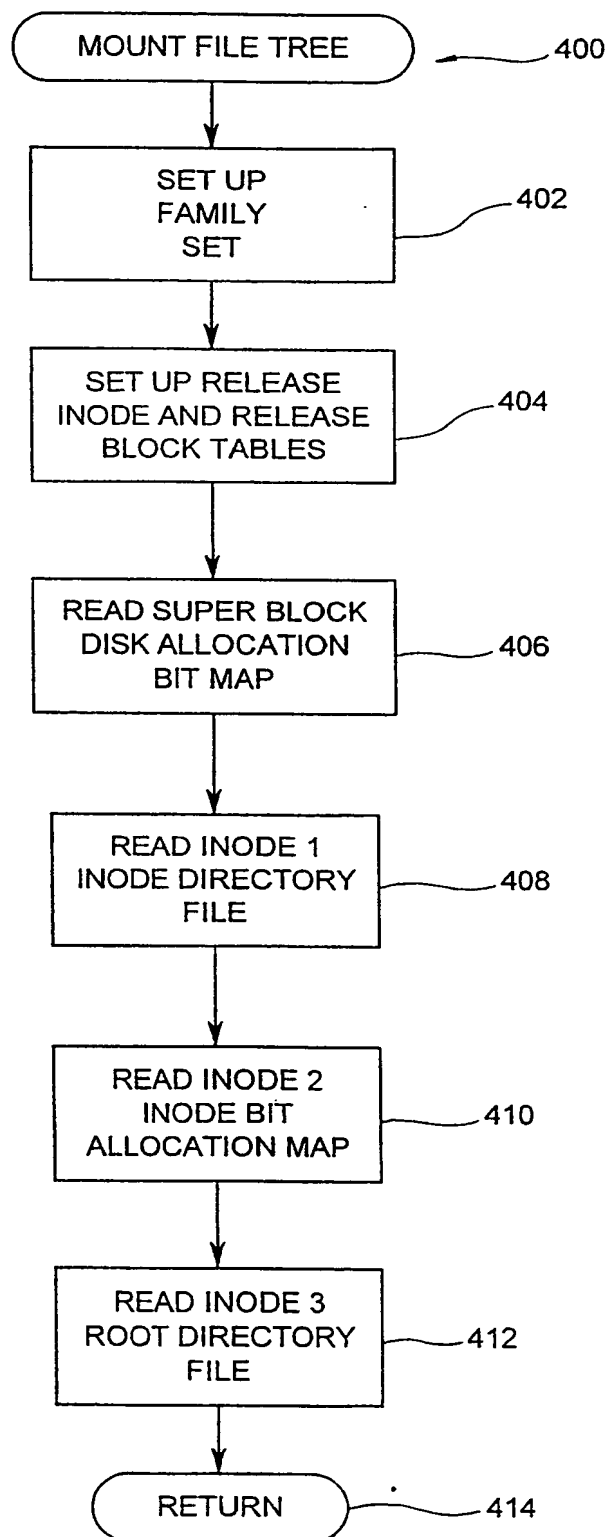 MOUNT FILE TREE
400
SET UP
FAMILY
SET
402
SET UP RELEASE
INODE AND RELEASE
BLOCK TABLES
404
READ SUPER BLOCK
DISK ALLOCATION
BIT MAP
406
READ INODE 1
INODE DIRECTORY
FILE
408
READ INODE 2
INODE BIT
ALLOCATION MAP
410
READ INODE 3
ROOT DIRECTORY
FILE
412
RETURN
414